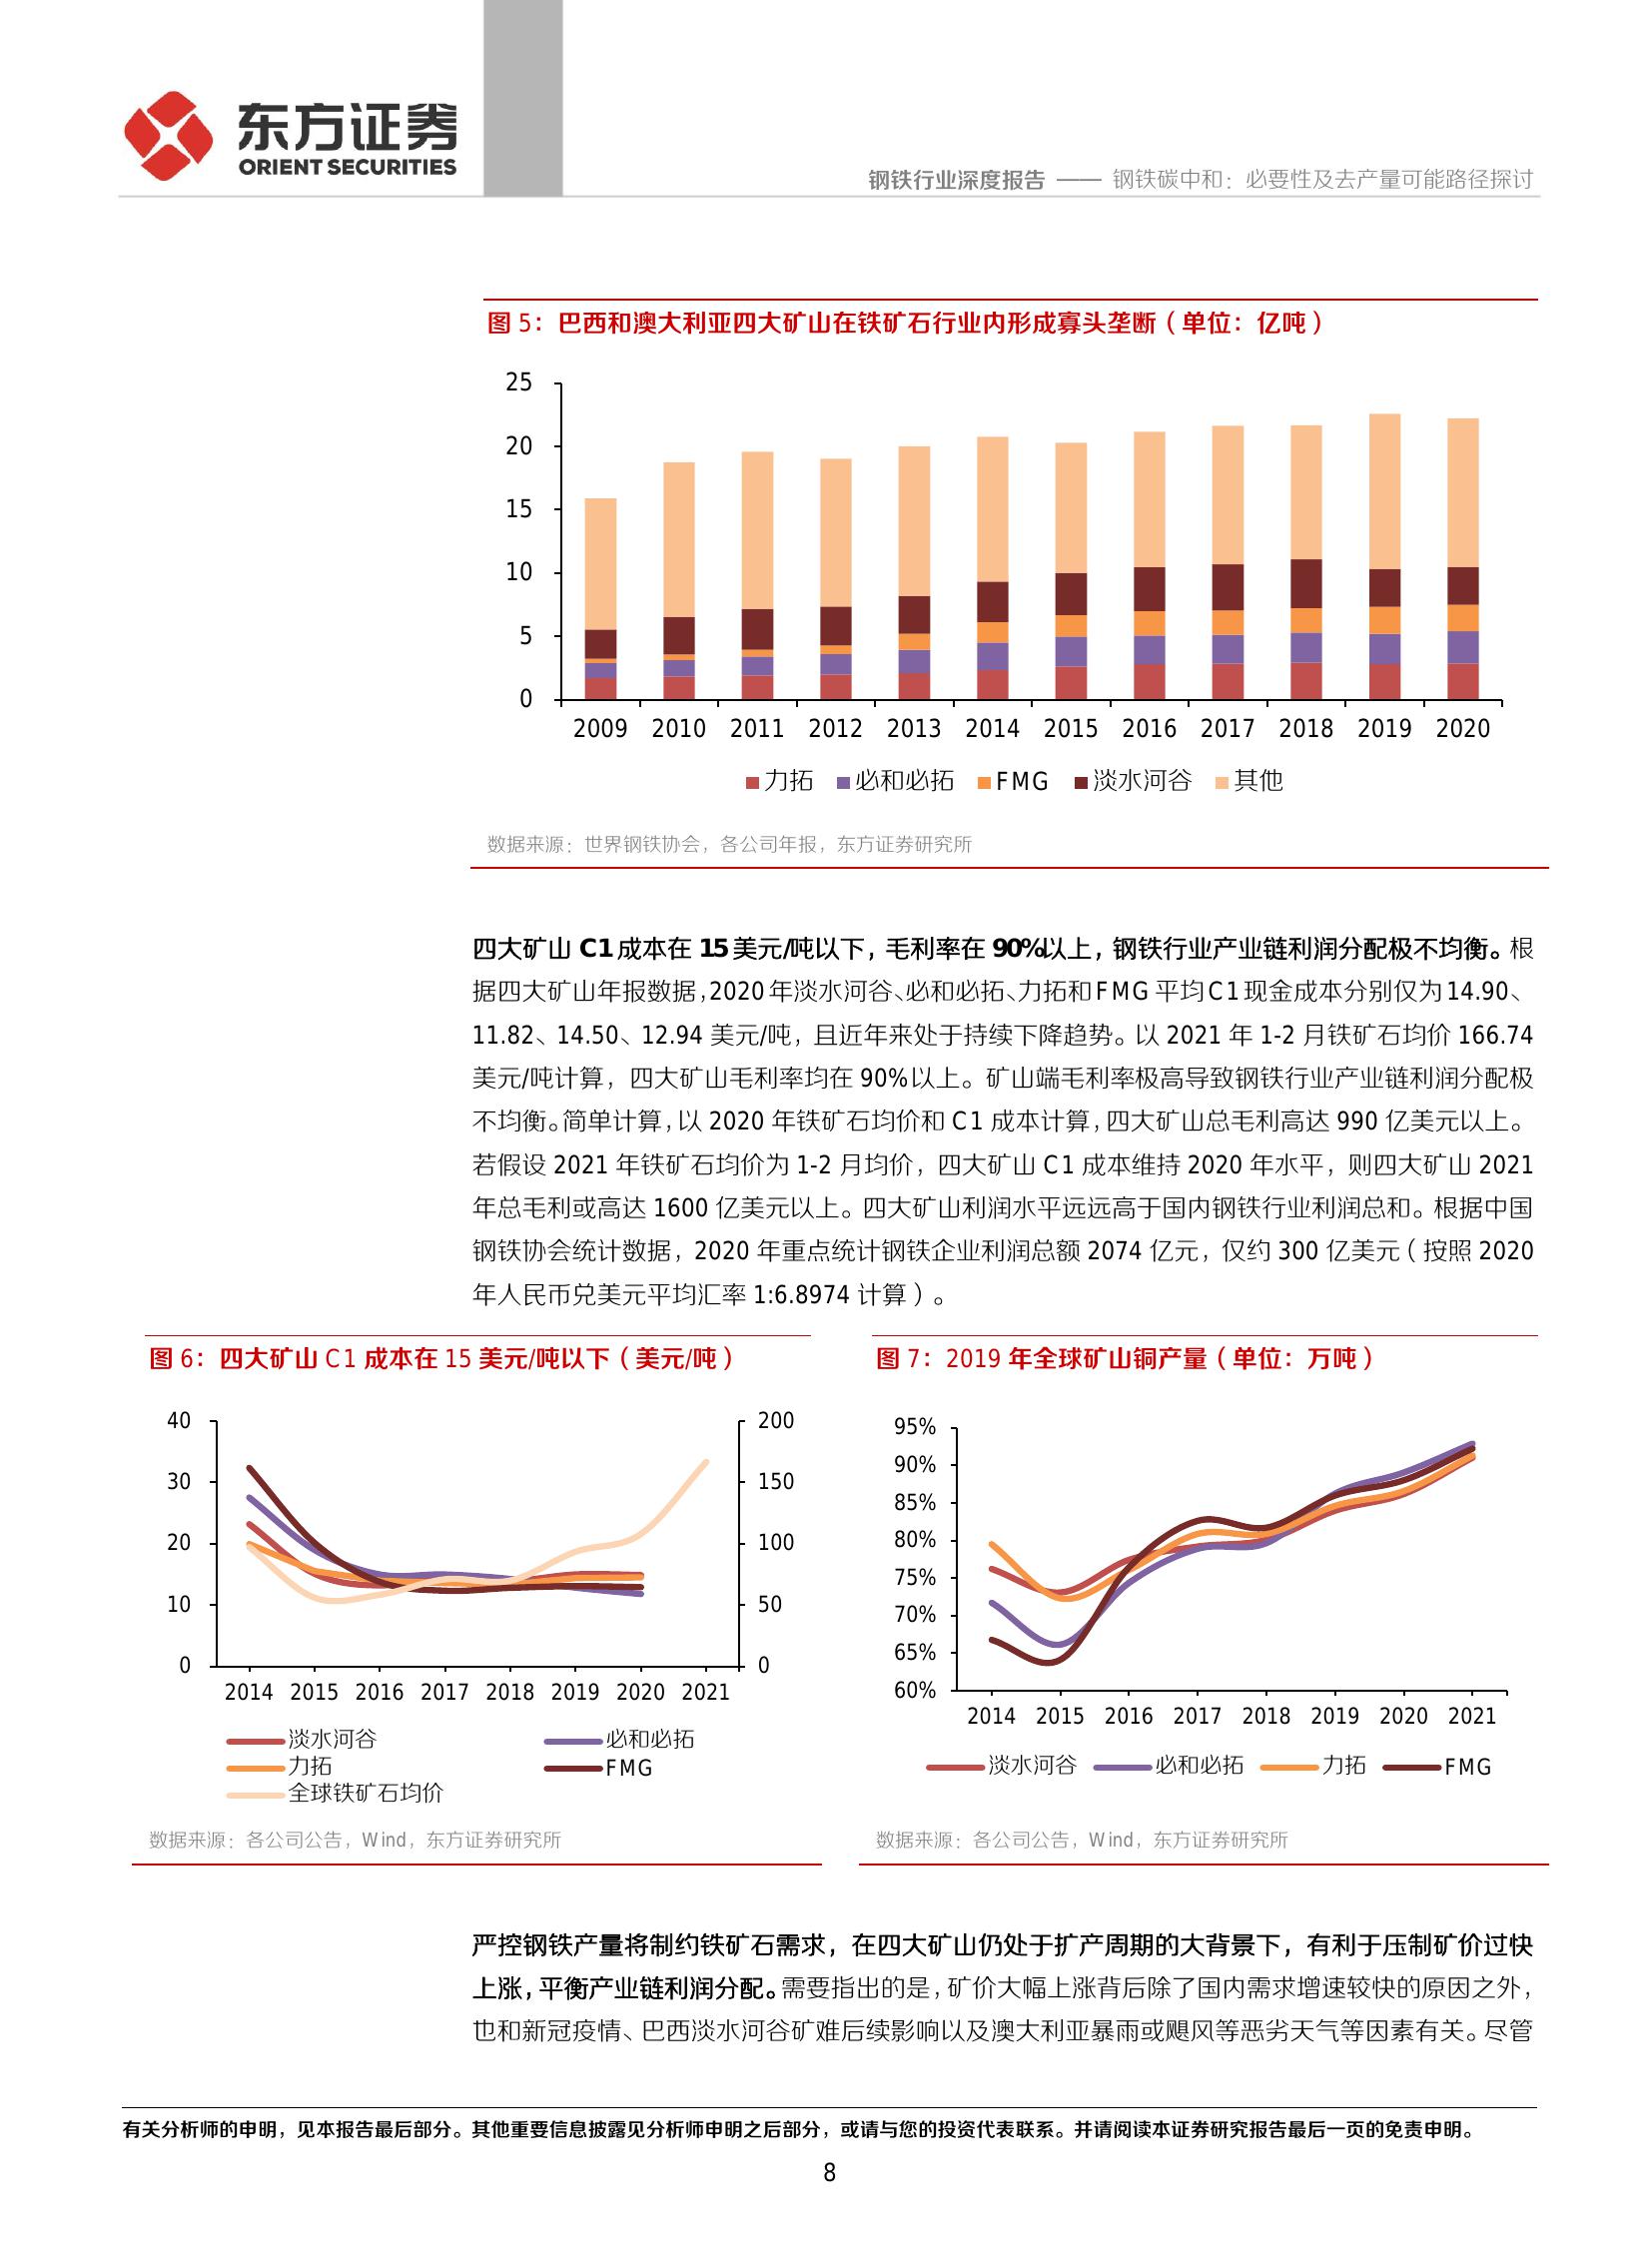 东方证券
ORIENT SECURITIES
钢铁行业深度报告 —— 钢铁碳中和：必要性及去产量可能路径探讨
图 5：巴西和澳大利亚四大矿山在铁矿石行业内形成寡头垄断（单位：亿吨）
25
20
15
10
5
0
2009 2010 2011 2012 2013 2014 2015 2016 2017 2018 2019 2020
力拓 必和必拓 FMG 淡水河谷 其他
数据来源：世界钢铁协会，各公司年报，东方证券研究所
四大矿山 C1 成本在 15 美元/吨以下，毛利率在 90%以上，钢铁行业产业链利润分配极不均衡。根
据四大矿山年报数据，2020 年淡水河谷、必和必拓、力拓和 FMG 平均 C1 现金成本分别仅为 14.90、
11.82、14.50、12.94 美元/吨，且近年来处于持续下降趋势。以 2021 年 1-2 月铁矿石均价 166.74
美元/吨计算，四大矿山毛利率均在 90%以上。矿山端毛利率极高导致钢铁行业产业链利润分配极
不均衡。简单计算，以 2020 年铁矿石均价和 C1 成本计算，四大矿山总毛利高达 990 亿美元以上。
若假设 2021 年铁矿石均价为 1-2 月均价，四大矿山 C1 成本维持 2020 年水平，则四大矿山 2021
年总毛利或高达 1600 亿美元以上。四大矿山利润水平远远高于国内钢铁行业利润总和。根据中国
钢铁协会统计数据，2020 年重点统计钢铁企业利润总额 2074 亿元，仅约 300 亿美元（按照 2020
年人民币兑美元平均汇率 1:6.8974 计算）。
图 6：四大矿山 C1 成本在 15 美元/吨以下（美元/吨）
40 200
30 150
20 100
10 50
0 0
2014 2015 2016 2017 2018 2019 2020 2021
淡水河谷 必和必拓
力拓 FMG
全球铁矿石均价
数据来源：各公司公告，Wind，东方证券研究所
图 7：2019 年全球矿山铜产量（单位：万吨）
95%
90%
85%
80%
75%
70%
65%
60%
2014 2015 2016 2017 2018 2019 2020 2021
淡水河谷 必和必拓 力拓 FMG
数据来源：各公司公告，Wind，东方证券研究所
严控钢铁产量将制约铁矿石需求，在四大矿山仍处于扩产周期的大背景下，有利于压制矿价过快
上涨，平衡产业链利润分配。需要指出的是，矿价大幅上涨背后除了国内需求增速较快的原因之外，
也和新冠疫情、巴西淡水河谷矿难后续影响以及澳大利亚暴雨或飓风等恶劣天气等因素有关。尽管
有关分析师的申明，见本报告最后部分。其他重要信息披露见分析师申明之后部分，或请与您的投资代表联系。并请阅读本证券研究报告最后一页的免责申明。
8